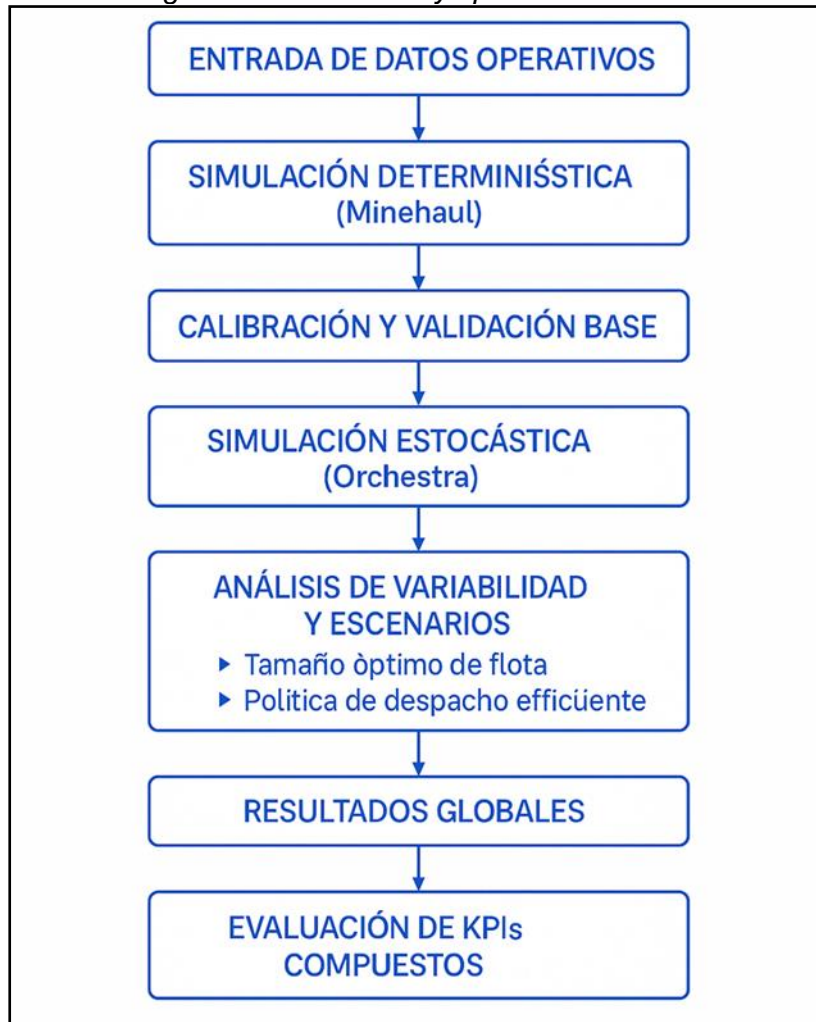 ENTRADA DE DATOS OPERATIVOS
SIMULACIÓN DETERMINIŚSTICA
(Minehaul)
CALIBRACIÓN Y VALIDACIÓN BASE
SIMULACIÓN ESTOCÁSTICA
(Orchestra)
ANÁLISIS DE VARIABILIDAD
Y ESCENARIOS
▸ Tamaño òptimo de flota
▸ Politica de despacho efficüente
RESULTADOS GLOBALES
EVALUACIÓN DE KPIs
COMPUESTOS